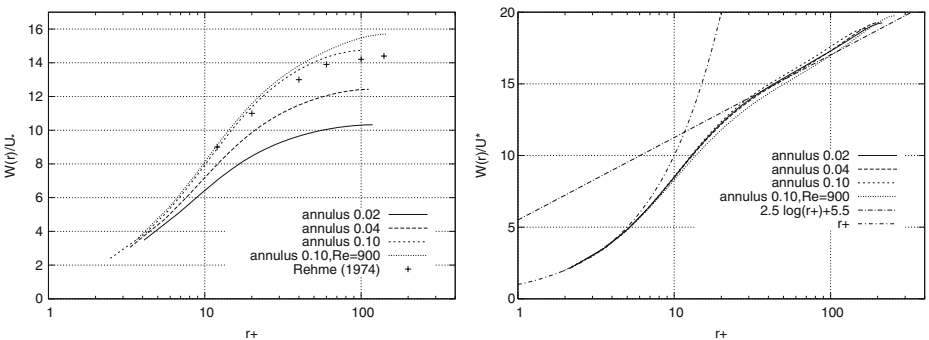 W(r)/U*
16
14
12
10
8
6
4
2
0
annulus 0.02
annulus 0.04
annulus 0.10
annulus 0.10,Re=900
Rehme (1974)
1
10
100
r+
W(r)/U*
20
15
10
5
0
annulus 0.02
annulus 0.04
annulus 0.10
annulus 0.10,Re=900
2.5 log(r+)+5.5
r+
1
10
100
r+